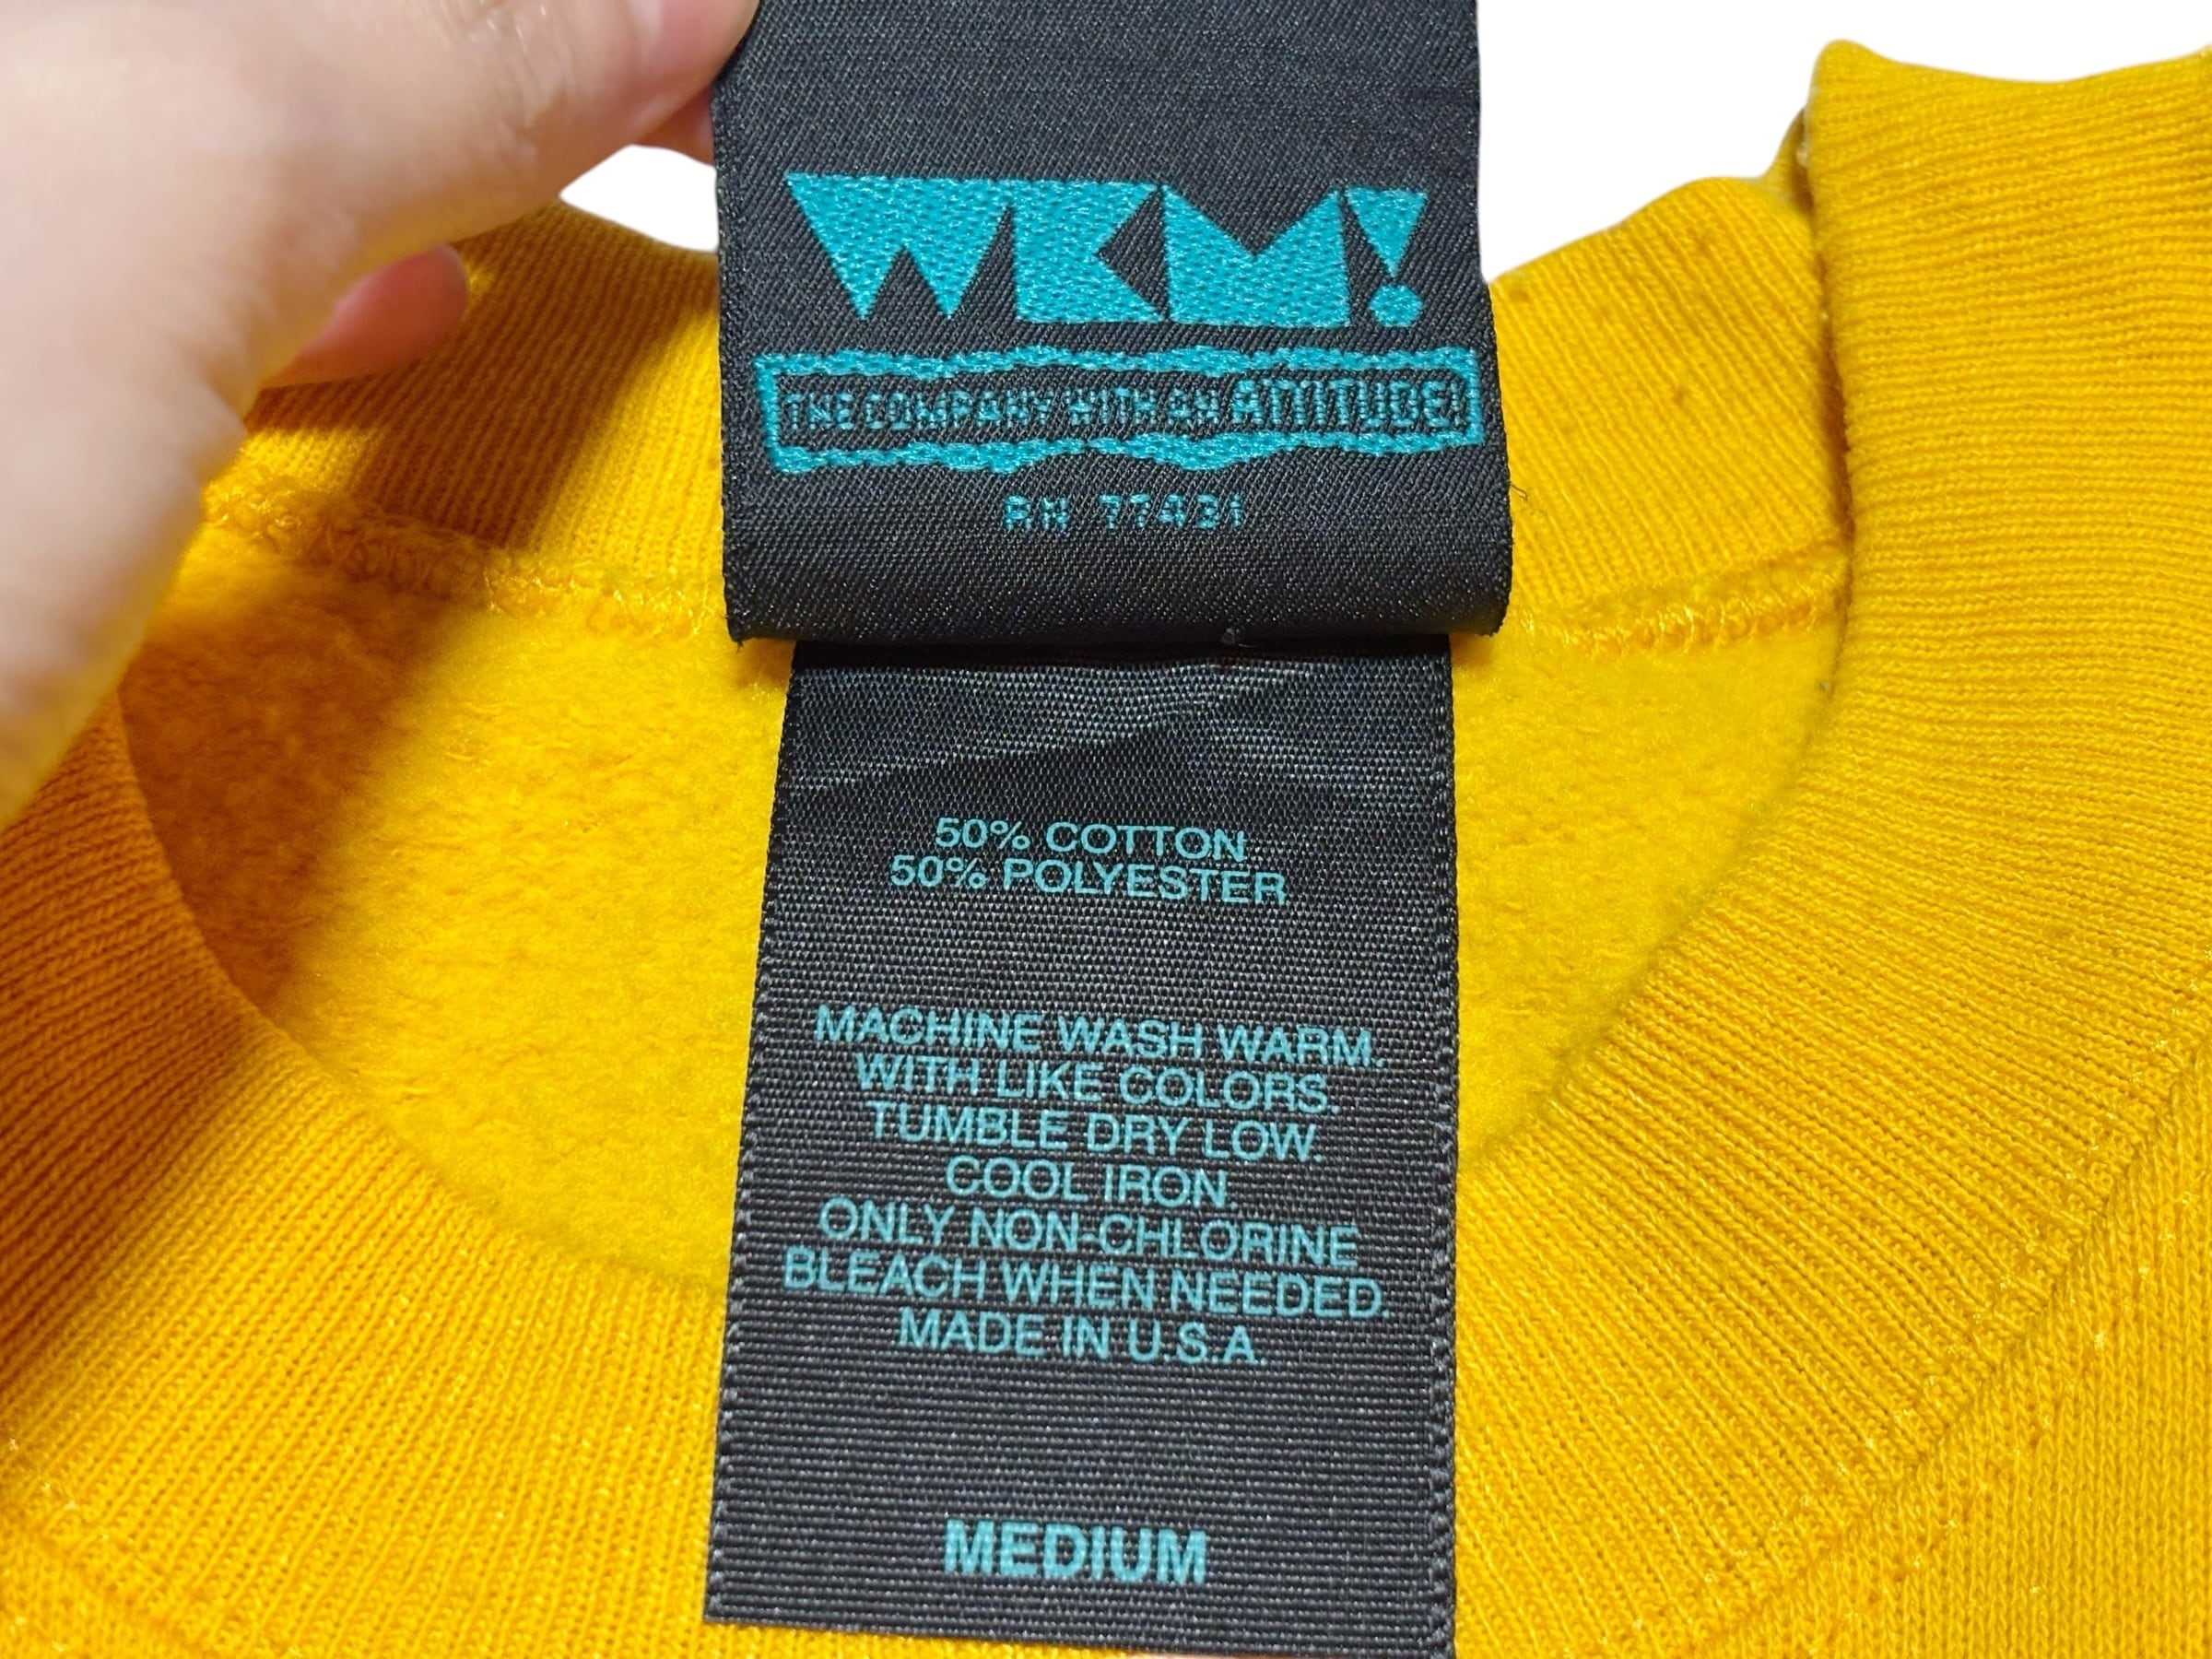 WKM!
THE COMPANY WITH AN ATTITUDE!
RN 77431
50% COTTON
50% POLYESTER
MACHINE WASH WARM.
WITH LIKE COLORS.
TUMBLE DRY LOW.
COOL IRON.
ONLY NON-CHLORINE
BLEACH WHEN NEEDED.
MADE IN U.S.A.
MEDIUM